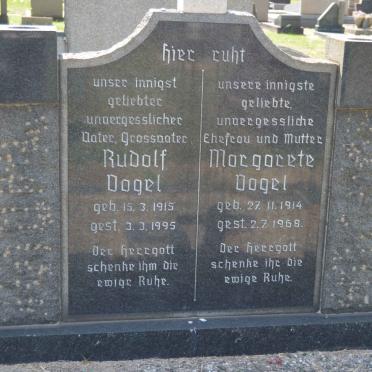 hier ruht
unser innigst
geliebter
unvergesslicher
Vater, Grossvater
Rudolf
Vogel
geb. 15. 3. 1915
gest. 3. 3. 1995
Der Herrgott
schenke ihm die
ewige Ruhe.
unsere innigste
geliebte,
unvergessliche
Ehefrau und Mutter
Margarete
Vogel
geb. 27. 11. 1914
gest. 2. 7. 1968.
Der Herrgott
schenke ihr die
ewige Ruhe.